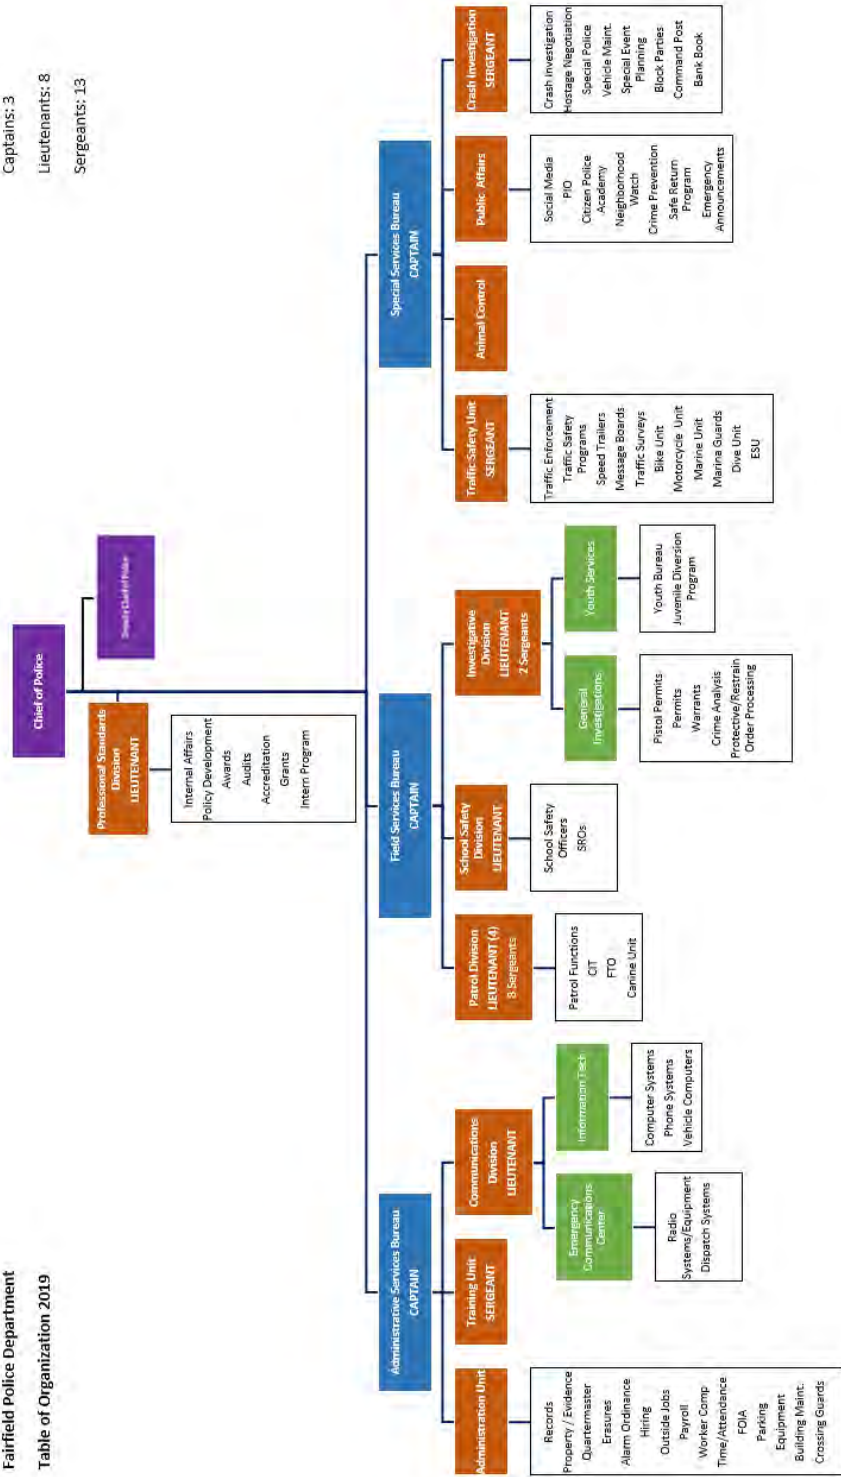 Fairfield Police Department
Table of Organization 2019
Captains: 3
Lieutenants: 8
Sergeants: 13
Chief of Police
Deputy Chief of Police
Professional Standards
Division
LIEUTENANT
Internal Affairs
Policy Development
Awards
Audits
Accreditation
Grants
Intern Program
Administrative Services Bureau
CAPTAIN
Field Services Bureau
CAPTAIN
Special Services Bureau
CAPTAIN
Administration Unit
Records
Property / Evidence
Quartermaster
Erasures
Alarm Ordinance
Hiring
Outside Jobs
Payroll
Worker Comp
Time/Attendance
FOIA
Parking
Equipment
Building Maint.
Crossing Guards
Training Unit
SERGEANT
Communications
Division
LIEUTENANT
Emergency
Communications
Center
Radio
Systems/Equipment
Dispatch Systems
Information Tech
Computer Systems
Phone Systems
Vehicle Computers
Patrol Division
LIEUTENANT (4)
8 Sergeants
Patrol Functions
CIT
FTO
Canine Unit
School Safety
Division
LIEUTENANT
School Safety
Officers
SROs
Investigative
Division
LIEUTENANT
2 Sergeants
General
Investigations
Pistol Permits
Permits
Warrants
Crime Analysis
Protective/Restrain
Order Processing
Youth Services
Youth Bureau
Juvenile Diversion
Program
Traffic Safety Unit
SERGEANT
Traffic Enforcement
Traffic Safety
Programs
Speed Trailers
Message Boards
Traffic Surveys
Bike Unit
Motorcycle Unit
Marine Unit
Marina Guards
Dive Unit
ESU
Animal Control
Public Affairs
Social Media
PIO
Citizen Police
Academy
Neighborhood
Watch
Crime Prevention
Safe Return
Program
Emergency
Announcements
Crash Investigation
SERGEANT
Crash Investigation
Hostage Negotiation
Special Police
Vehicle Maint.
Special Event
Planning
Block Parties
Command Post
Bank Book